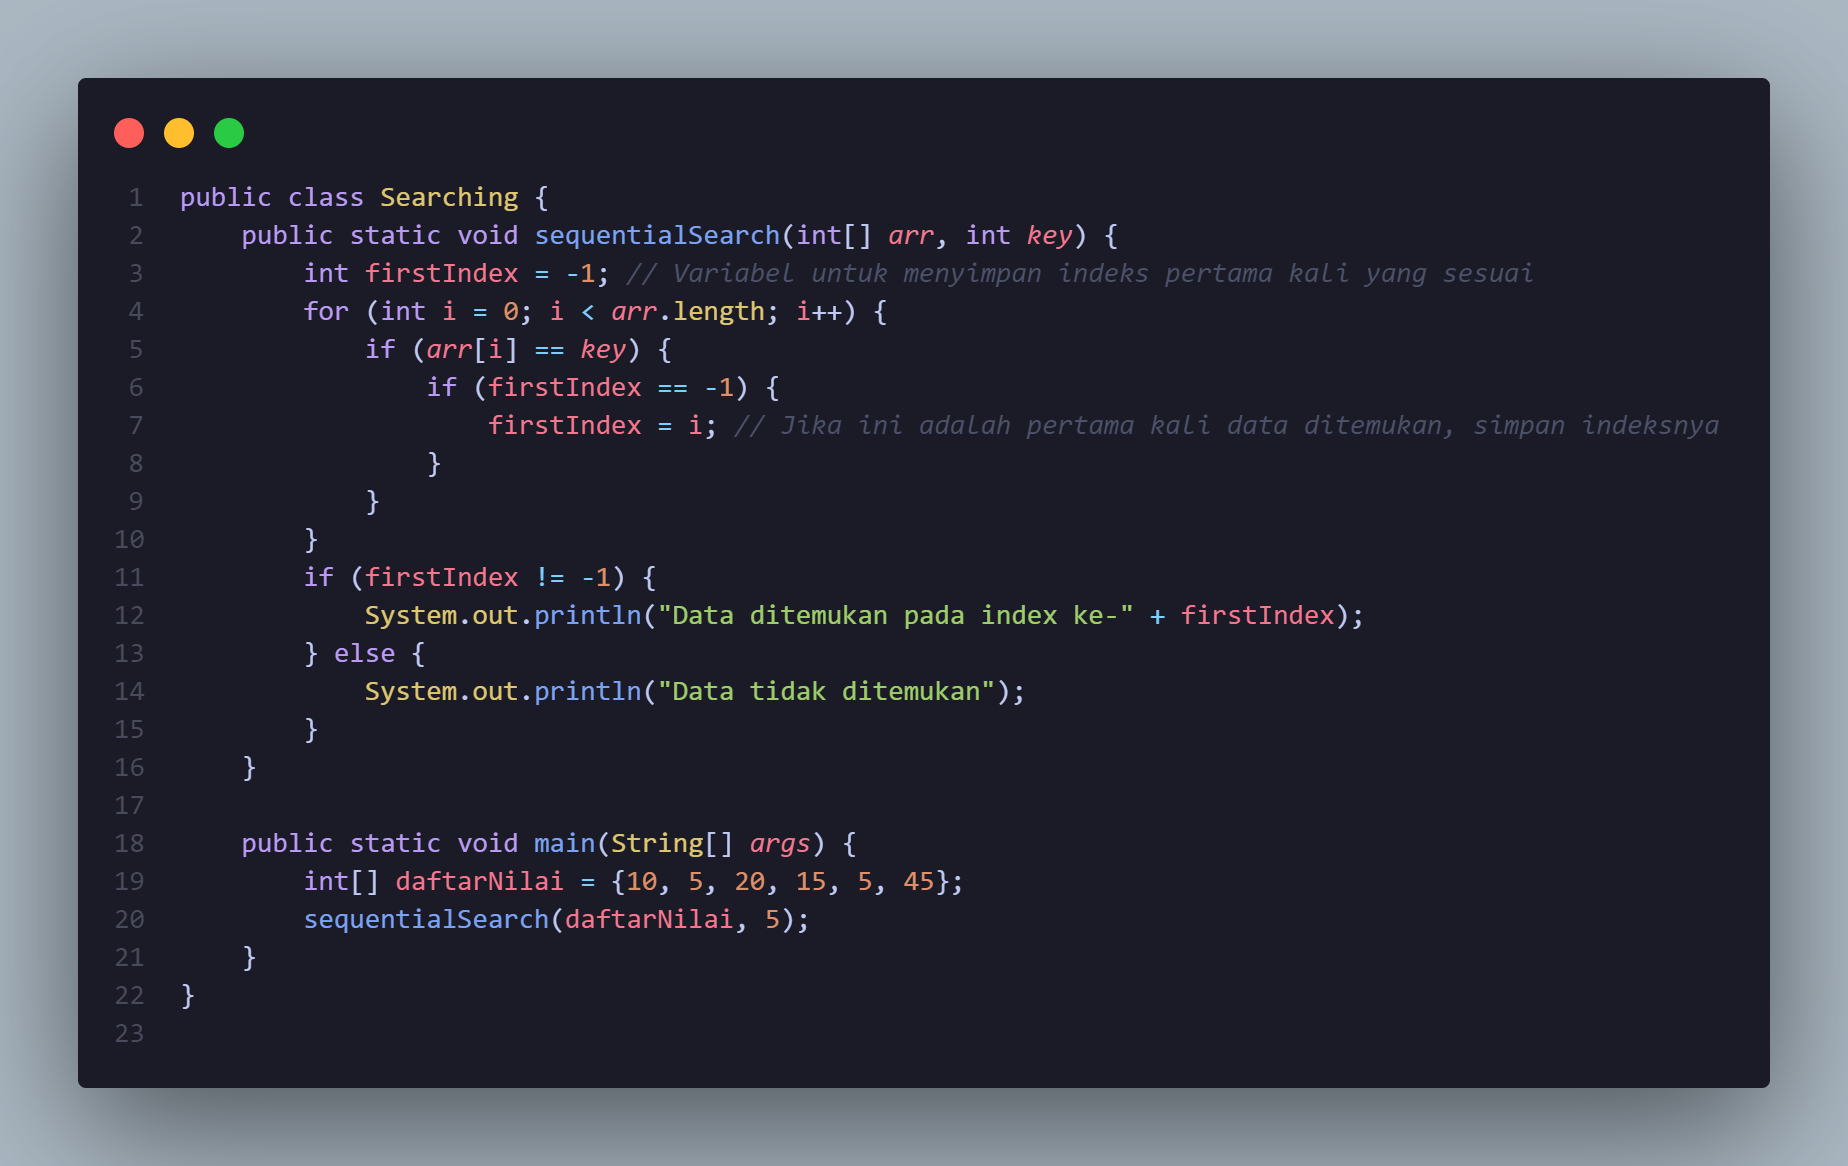 1 public class Searching {
2     public static void sequentialSearch(int[] arr, int key) {
3         int firstIndex = -1; // Variabel untuk menyimpan indeks pertama kali yang sesuai
4         for (int i = 0; i < arr.length; i++) {
5             if (arr[i] == key) {
6                 if (firstIndex == -1) {
7                     firstIndex = i; // Jika ini adalah pertama kali data ditemukan, simpan indeksnya
8                 }
9             }
10         }
11         if (firstIndex != -1) {
12             System.out.println("Data ditemukan pada index ke-" + firstIndex);
13         } else {
14             System.out.println("Data tidak ditemukan");
15         }
16     }
17
18     public static void main(String[] args) {
19         int[] daftarNilai = {10, 5, 20, 15, 5, 45};
20         sequentialSearch(daftarNilai, 5);
21     }
22 }
23